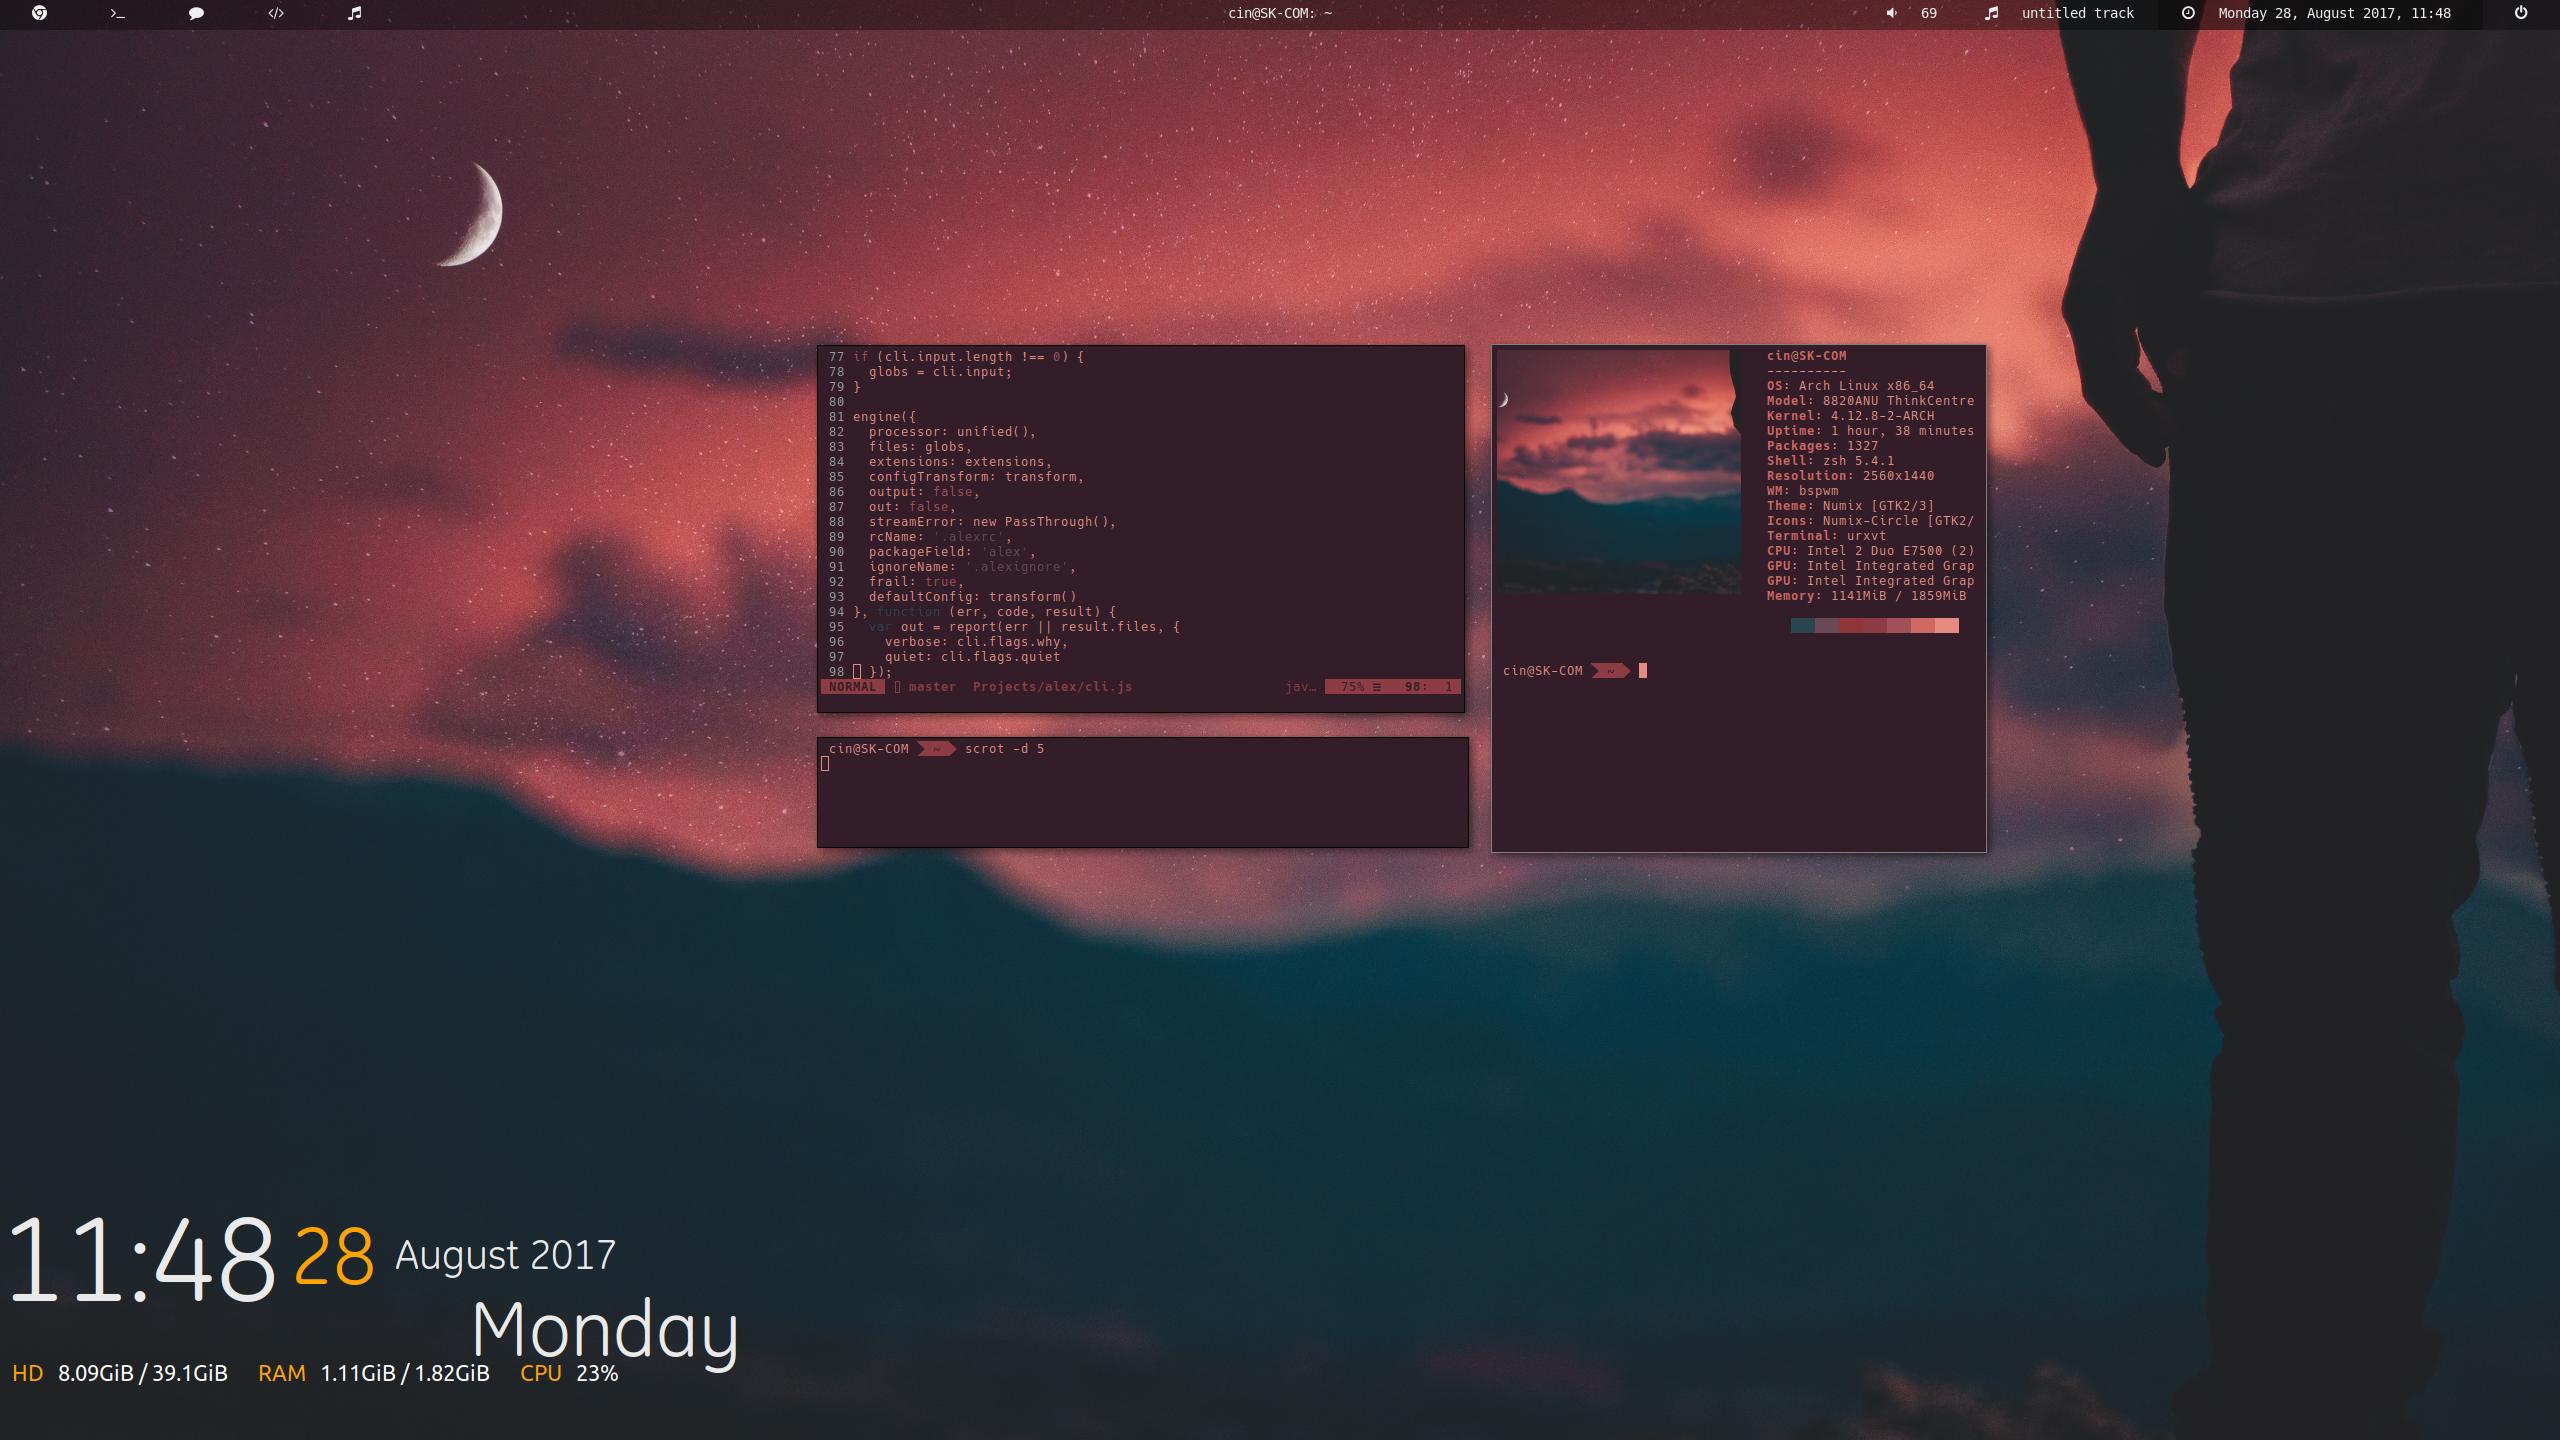 cin@SK-COM: ~
69
untitled track
Monday 28, August 2017, 11:48
77 if (cli.input.length !== 0) {
78   globs = cli.input;
79 }
80
81 engine({
82   processor: unified(),
83   files: globs,
84   extensions: extensions,
85   configTransform: transform,
86   output: false,
87   out: false,
88   streamError: new PassThrough(),
89   rcName: '.alexrc',
90   packageField: 'alex',
91   ignoreName: '.alexignore',
92   frail: true,
93   defaultConfig: transform()
94 }, function (err, code, result) {
95   var out = report(err || result.files, {
96     verbose: cli.flags.why,
97     quiet: cli.flags.quiet
98   });
NORMAL master Projects/alex/cli.js jav… 75% ≡ 98: 1
cin@SK-COM ~ scrot -d 5
cin@SK-COM
----------
OS: Arch Linux x86_64
Model: 8820ANU ThinkCentre
Kernel: 4.12.8-2-ARCH
Uptime: 1 hour, 38 minutes
Packages: 1327
Shell: zsh 5.4.1
Resolution: 2560x1440
WM: bspwm
Theme: Numix [GTK2/3]
Icons: Numix-Circle [GTK2/
Terminal: urxvt
CPU: Intel 2 Duo E7500 (2)
GPU: Intel Integrated Grap
GPU: Intel Integrated Grap
Memory: 1141MiB / 1859MiB
cin@SK-COM ~
11:48 28 August 2017
Monday
HD 8.09GiB / 39.1GiB RAM 1.11GiB / 1.82GiB CPU 23%